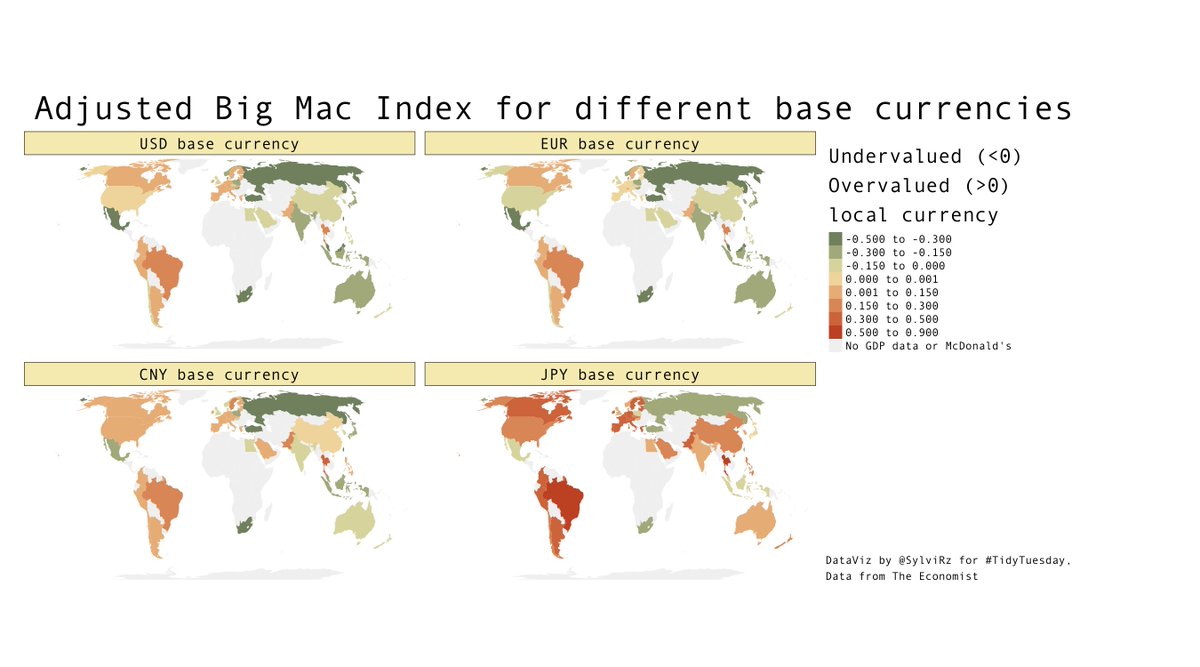 Adjusted Big Mac Index for different base currencies
USD base currency
EUR base currency
CNY base currency
JPY base currency
Undervalued (<0)
Overvalued (>0)
local currency
-0.500 to -0.300
-0.300 to -0.150
-0.150 to 0.000
0.000 to 0.001
0.001 to 0.150
0.150 to 0.300
0.300 to 0.500
0.500 to 0.900
No GDP data or McDonald's
DataViz by @SylviRz for #TidyTuesday.
Data from The Economist